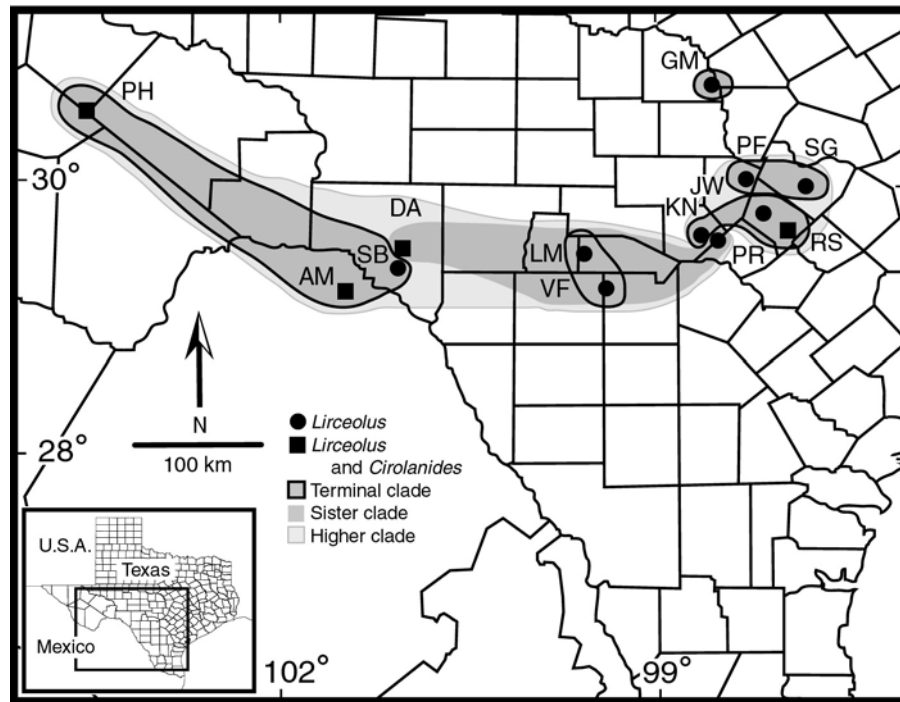 GM
PH
PF SG
30°
JW
KN
DA
RS
SB
LM
PR
AM
VF
N
100 km
Lirceolus
Lirceolus
and Cirolanides
28°
Terminal clade
Sister clade
Higher clade
U.S.A.
Texas
Mexico
102°
99°